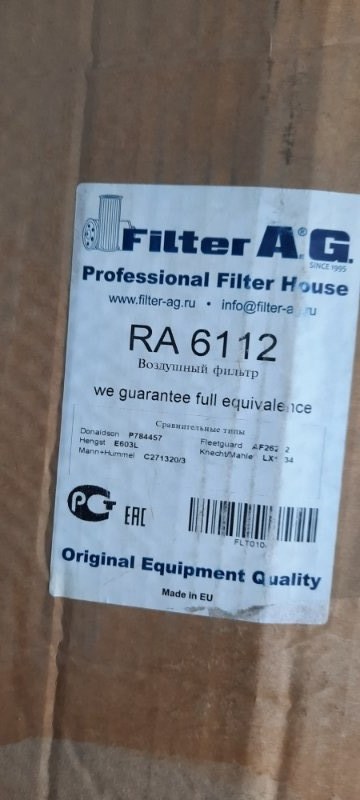 Filter A.G.®
SINCE 1995
Professional Filter House
www.filter-ag.ru • info@filter-a
RA 6112
Воздушный фильтр
we guarantee full equivalence
Сравнительные типы
Donaldson P784457
Hengst E603L
Mann+Hummel C271320/3
Fleetguard
Knecht/Mahle
РСТ
EAC
Original Equipment Quality
Made in EU